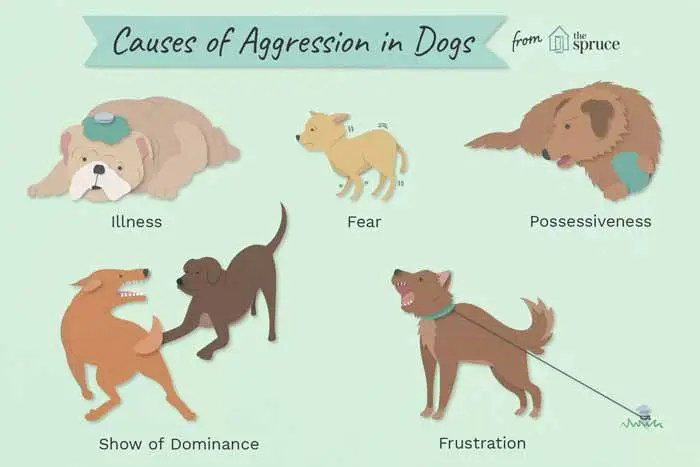 Causes of Aggression in Dogs
from the spruce
Illness
Fear
Possessiveness
Show of Dominance
Frustration